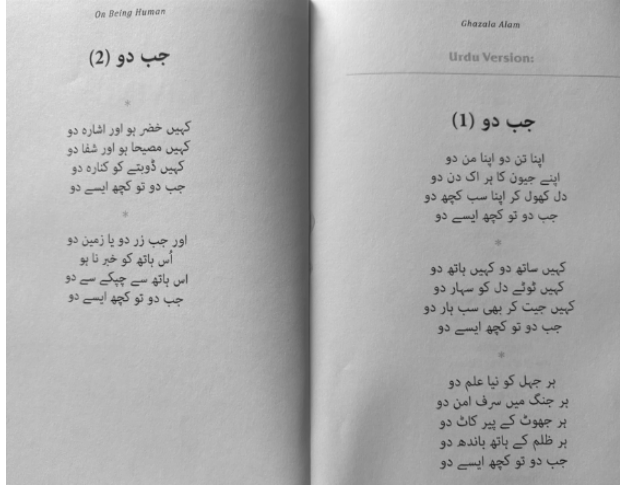 Ghazala Alam
Urdu Version:
جب دو (1)
اپنا تن دو اپنا من دو
اپنے جیون کا ہر اک دن دو
دل کھول کر اپنا سب کچھ دو
جب دو تو کچھ ایسے دو
*
کہیں ساتھ دو کہیں ہاتھ دو
کہیں ٹوٹے دل کو سہار دو
کہیں جیت کر بھی سب ہار دو
جب دو تو کچھ ایسے دو
*
ہر جہل کو نیا علم دو
ہر جنگ میں سرف امن دو
ہر جھوٹ کے پیر کاٹ دو
ہر ظلم کے ہاتھ باندھ دو
جب دو تو کچھ ایسے دو
On Being Human
جب دو (2)
*
کہیں خضر ہو اور اشارہ دو
کہیں مصیحا ہو اور شفا دو
کہیں ڈوبتے کو کنارہ دو
جب دو تو کچھ ایسے دو
*
اور جب زر دو یا زمین دو
اُس ہاتھ کو خبر نا ہو
اس ہاتھ سے چپکے سے دو
جب دو تو کچھ ایسے دو